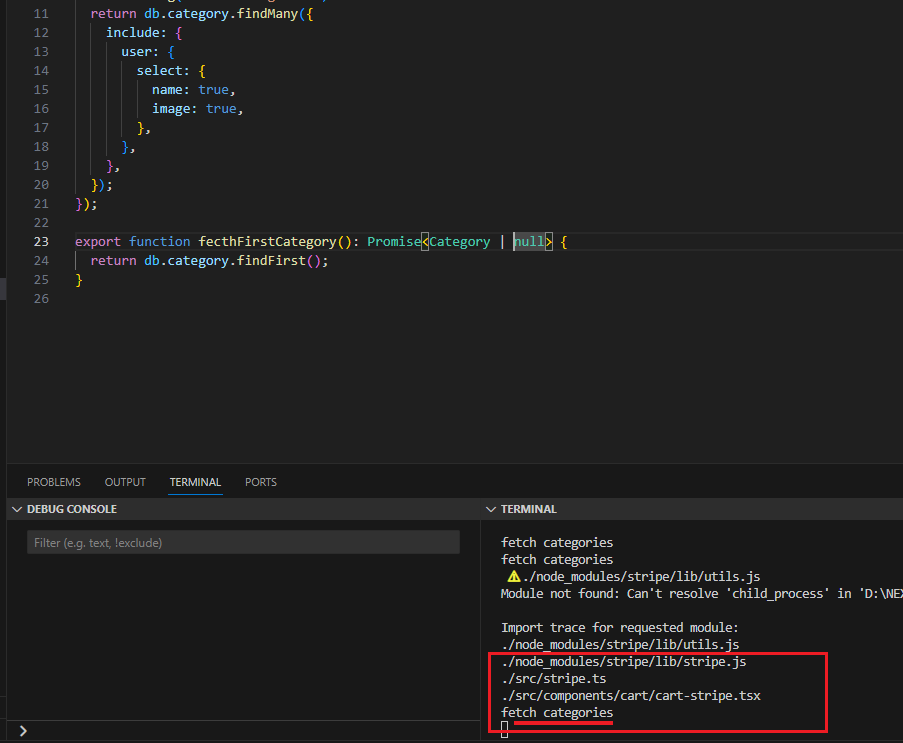 11 return db.category.findMany({
12 include: {
13 user: {
14 select: {
15 name: true,
16 image: true,
17 },
18 },
19 },
20 });
21 });
22
23 export function fecthFirstCategory(): Promise<Category | null> {
24 return db.category.findFirst();
25 }
26
PROBLEMS OUTPUT TERMINAL PORTS
DEBUG CONSOLE
Filter (e.g. text, !exclude)
TERMINAL
fetch categories
fetch categories
./node_modules/stripe/lib/utils.js
Module not found: Can't resolve 'child_process' in 'D:\NEX
Import trace for requested module:
./node_modules/stripe/lib/utils.js
./node_modules/stripe/lib/stripe.js
./src/stripe.ts
./src/components/cart/cart-stripe.tsx
fetch categories